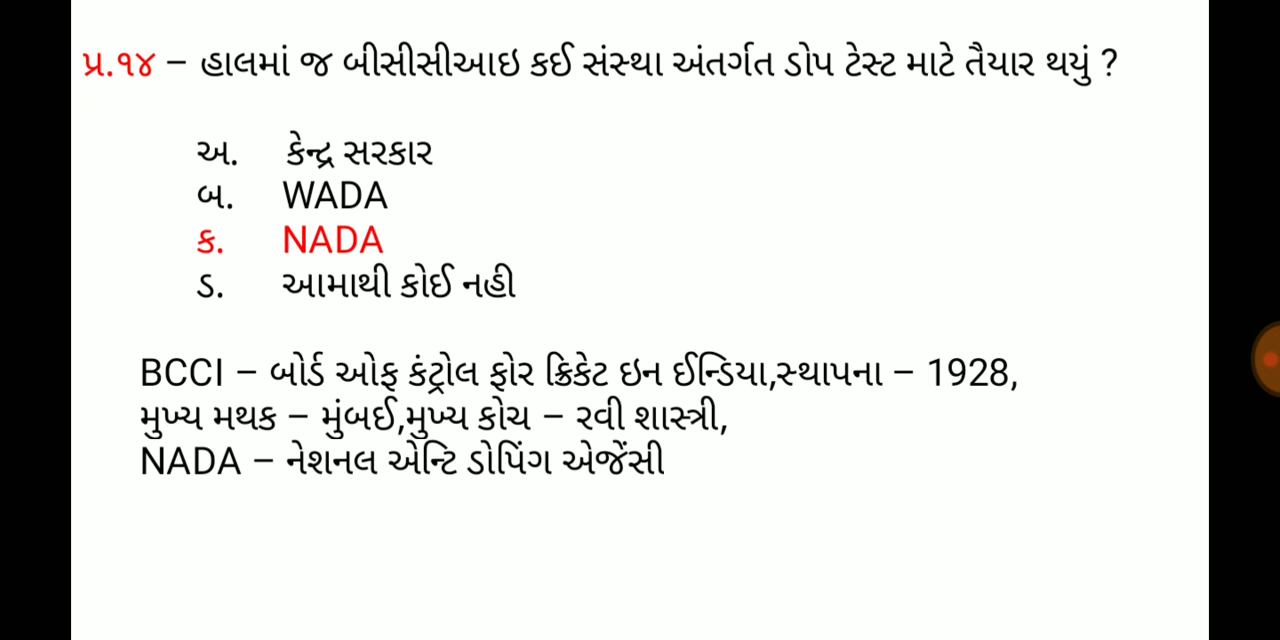 પ્ર.૧૪ – હાલમાં જ બીસીસીઆઇ કઈ સંસ્થા અંતર્ગત ડોપ ટેસ્ટ માટે તૈયાર થયું ?
અ. કેન્દ્ર સરકાર
બ. WADA
ક. NADA
ડ. આમાથી કોઈ નહી
BCCI – બોર્ડ ઓફ કંટ્રોલ ફોર ક્રિકેટ ઇન ઈન્ડિયા,સ્થાપના – 1928,
મુખ્ય મથક – મુંબઈ,મુખ્ય કોચ – રવી શાસ્ત્રી,
NADA – નેશનલ એન્ટિ ડોપિંગ એજેંસી